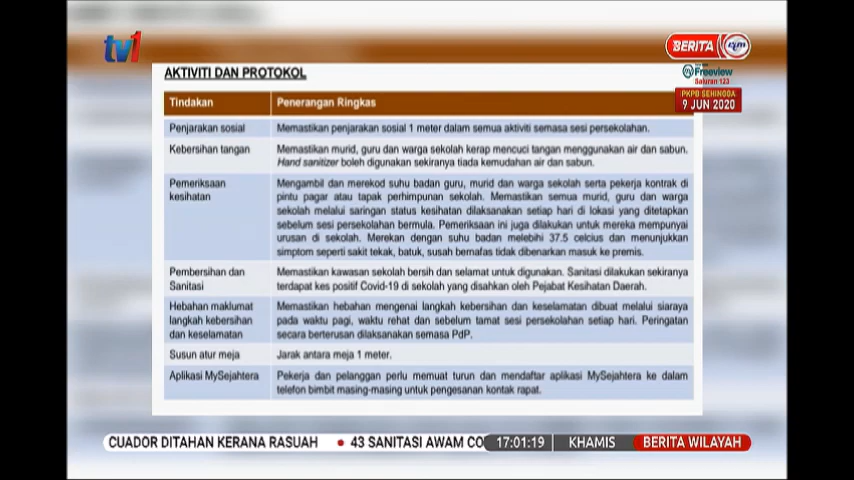 tv1
BERITA rtm
myFreeview
Saluran 123
PKPB SEHINGGA
9 JUN 2020
AKTIVITI DAN PROTOKOL
Tindakan Penerangan Ringkas
Penjarakan sosial Memastikan penjarakan sosial 1 meter dalam semua aktiviti semasa sesi persekolahan.
Kebersihan tangan Memastikan murid, guru dan warga sekolah kerap mencuci tangan menggunakan air dan sabun.
Hand sanitizer boleh digunakan sekiranya tiada kemudahan air dan sabun.
Pemeriksaan Mengambil dan merekod suhu badan guru, murid dan warga sekolah serta pekerja kontrak di
kesihatan pintu pagar atau tapak perhimpunan sekolah. Memastikan semua murid, guru dan warga
sekolah melalui saringan status kesihatan dilaksanakan setiap hari di lokasi yang ditetapkan
sebelum sesi persekolahan bermula. Pemeriksaan ini juga dilakukan untuk mereka mempunyai
urusan di sekolah. Merekan dengan suhu badan melebihi 37.5 celcius dan menunjukkan
simptom seperti sakit tekak, batuk, susah bernafas tidak dibenarkan masuk ke premis.
Pembersihan dan Memastikan kawasan sekolah bersih dan selamat untuk digunakan. Sanitasi dilakukan sekiranya
Sanitasi terdapat kes positif Covid-19 di sekolah yang disahkan oleh Pejabat Kesihatan Daerah.
Hebahan maklumat Memastikan hebahan mengenai langkah kebersihan dan keselamatan dibuat melalui siaraya
langkah kebersihan pada waktu pagi, waktu rehat dan sebelum tamat sesi persekolahan setiap hari. Peringatan
dan keselamatan secara berterusan dilaksanakan semasa PdP.
Susun atur meja Jarak antara meja 1 meter.
Aplikasi MySejahtera Pekerja dan pelanggan perlu memuat turun dan mendaftar aplikasi MySejahtera ke dalam
telefon bimbit masing-masing untuk pengesanan kontak rapat.
CUADOR DITAHAN KERANA RASUAH • 43 SANITASI AWAM CO 17:01:19 KHAMIS BERITA WILAYAH